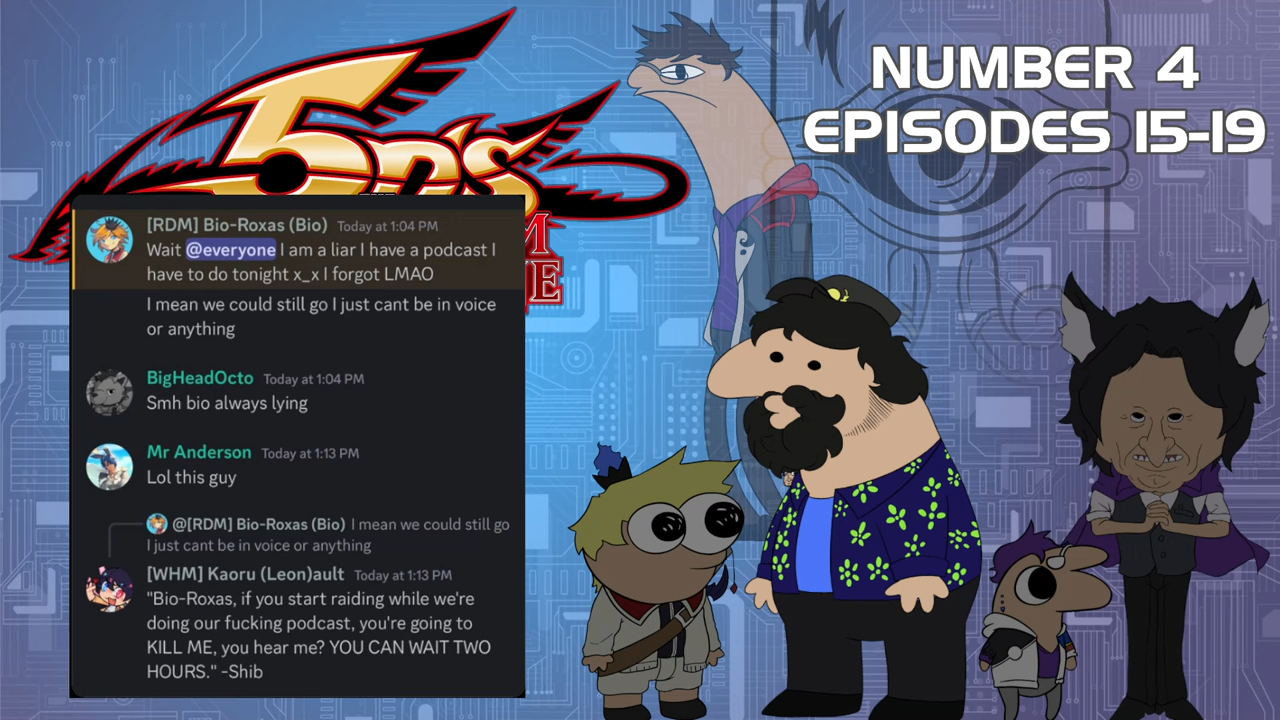 NUMBER 4
EPISODES 15-19
5D's
[RDM] Bio-Roxas (Bio) Today at 1:04 PM
Wait @everyone I am a liar I have a podcast I
have to do tonight x_x I forgot LMAO
I mean we could still go I just cant be in voice
or anything
BigHeadOcto Today at 1:04 PM
Smh bio always lying
Mr Anderson Today at 1:13 PM
Lol this guy
@[RDM] Bio-Roxas (Bio) I mean we could still go
I just cant be in voice or anything
[WHM] Kaoru (Leon)ault Today at 1:13 PM
"Bio-Roxas, if you start raiding while we're
doing our fucking podcast, you're going to
KILL ME, you hear me? YOU CAN WAIT TWO
HOURS." -Shib